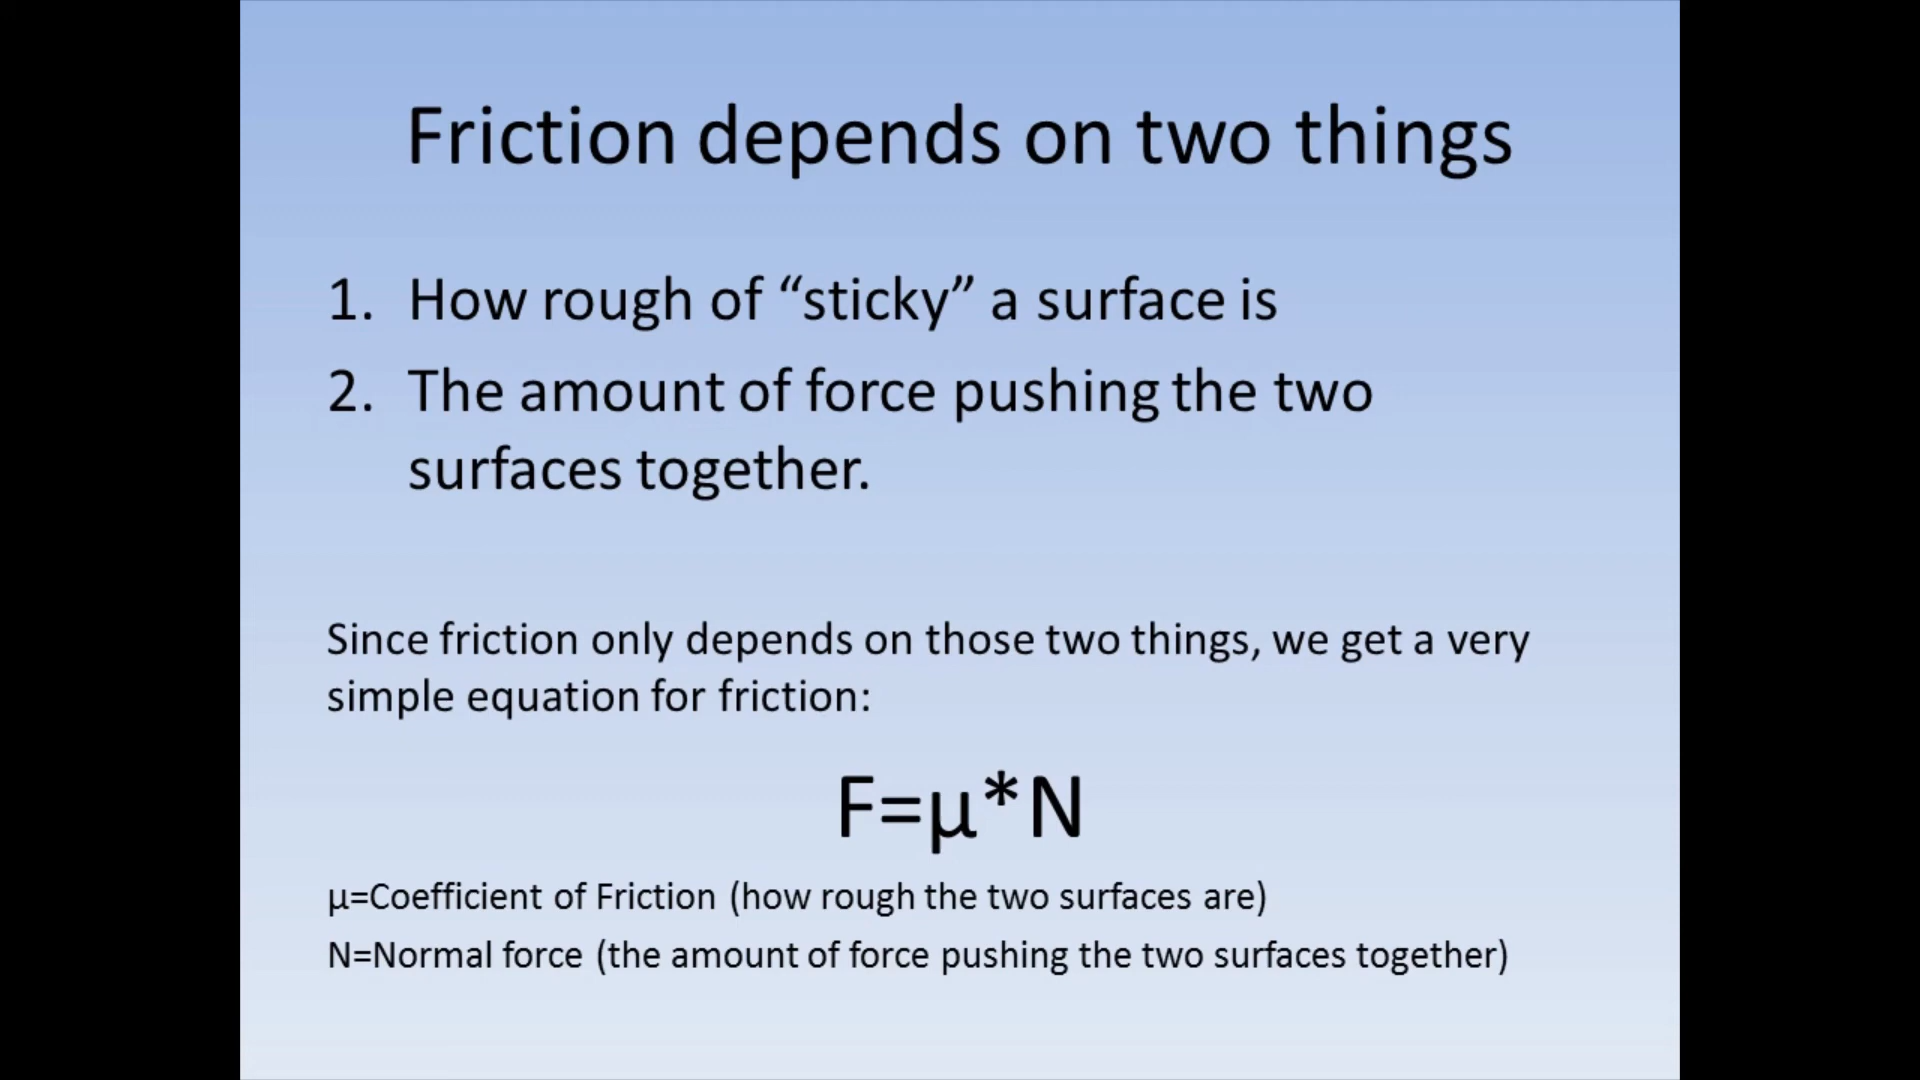 Friction depends on two things
1. How rough of “sticky” a surface is
2. The amount of force pushing the two
surfaces together.
Since friction only depends on those two things, we get a very
simple equation for friction:
F=µ*N
µ=Coefficient of Friction (how rough the two surfaces are)
N=Normal force (the amount of force pushing the two surfaces together)